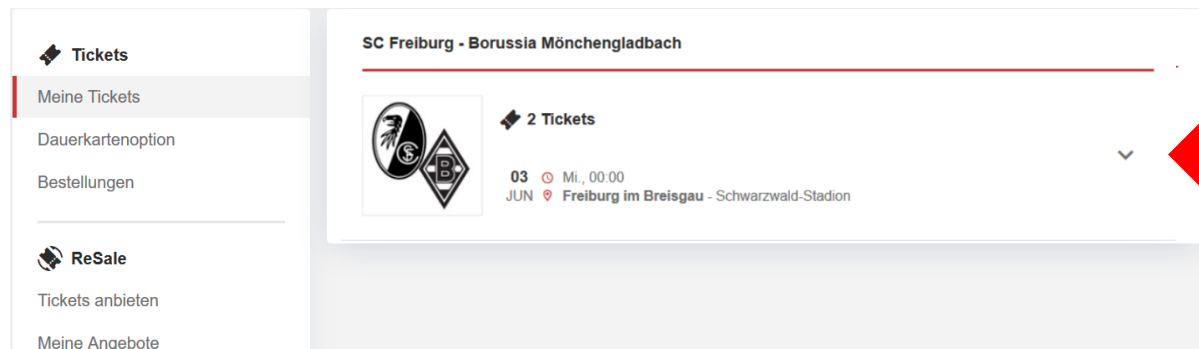 Tickets
Meine Tickets
Dauerkartenoption
Bestellungen
ReSale
Tickets anbieten
Meine Angebote
SC Freiburg - Borussia Mönchengladbach
SC
B
2 Tickets
03 Mi., 00:00
JUN Freiburg im Breisgau - Schwarzwald-Stadion